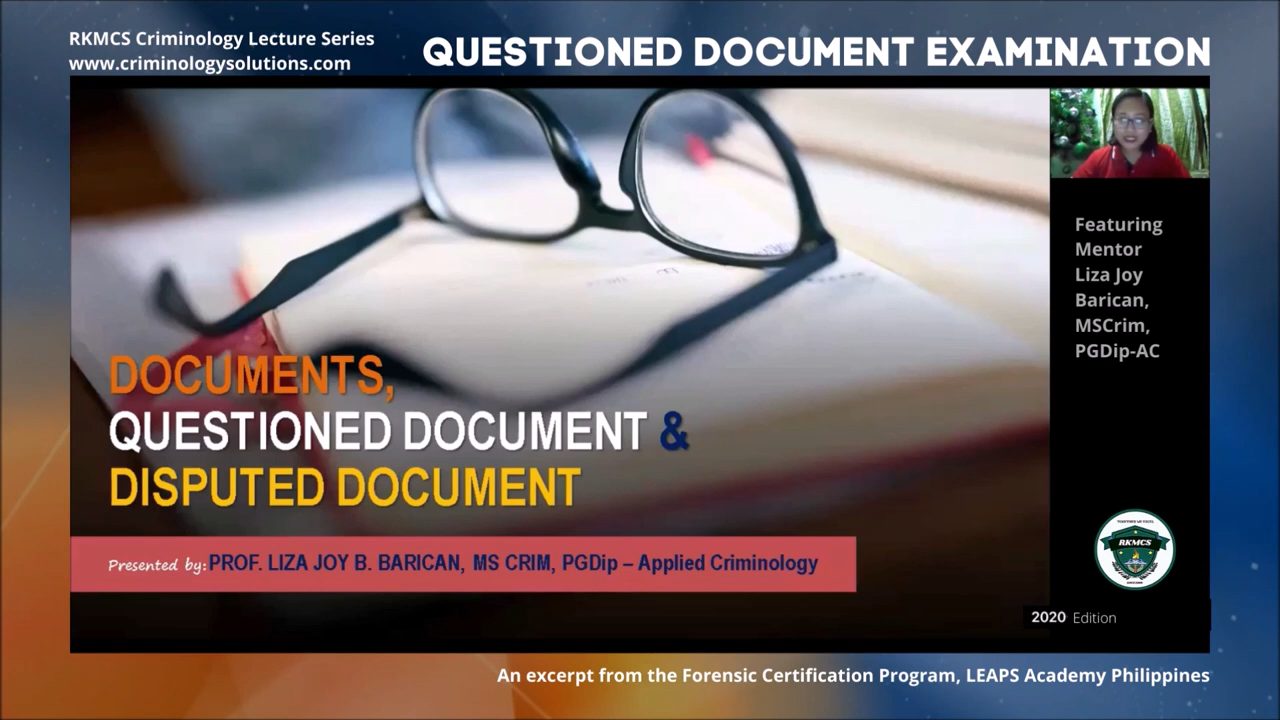 RKMCS Criminology Lecture Series
www.criminologysolutions.com
QUESTIONED DOCUMENT EXAMINATION
DOCUMENTS,
QUESTIONED DOCUMENT &
DISPUTED DOCUMENT
Presented by: PROF. LIZA JOY B. BARICAN, MS CRIM, PGDip – Applied Criminology
Featuring
Mentor
Liza Joy
Barican,
MSCrim,
PGDip-AC
RKMCS
2020 Edition
An excerpt from the Forensic Certification Program, LEAPS Academy Philippines